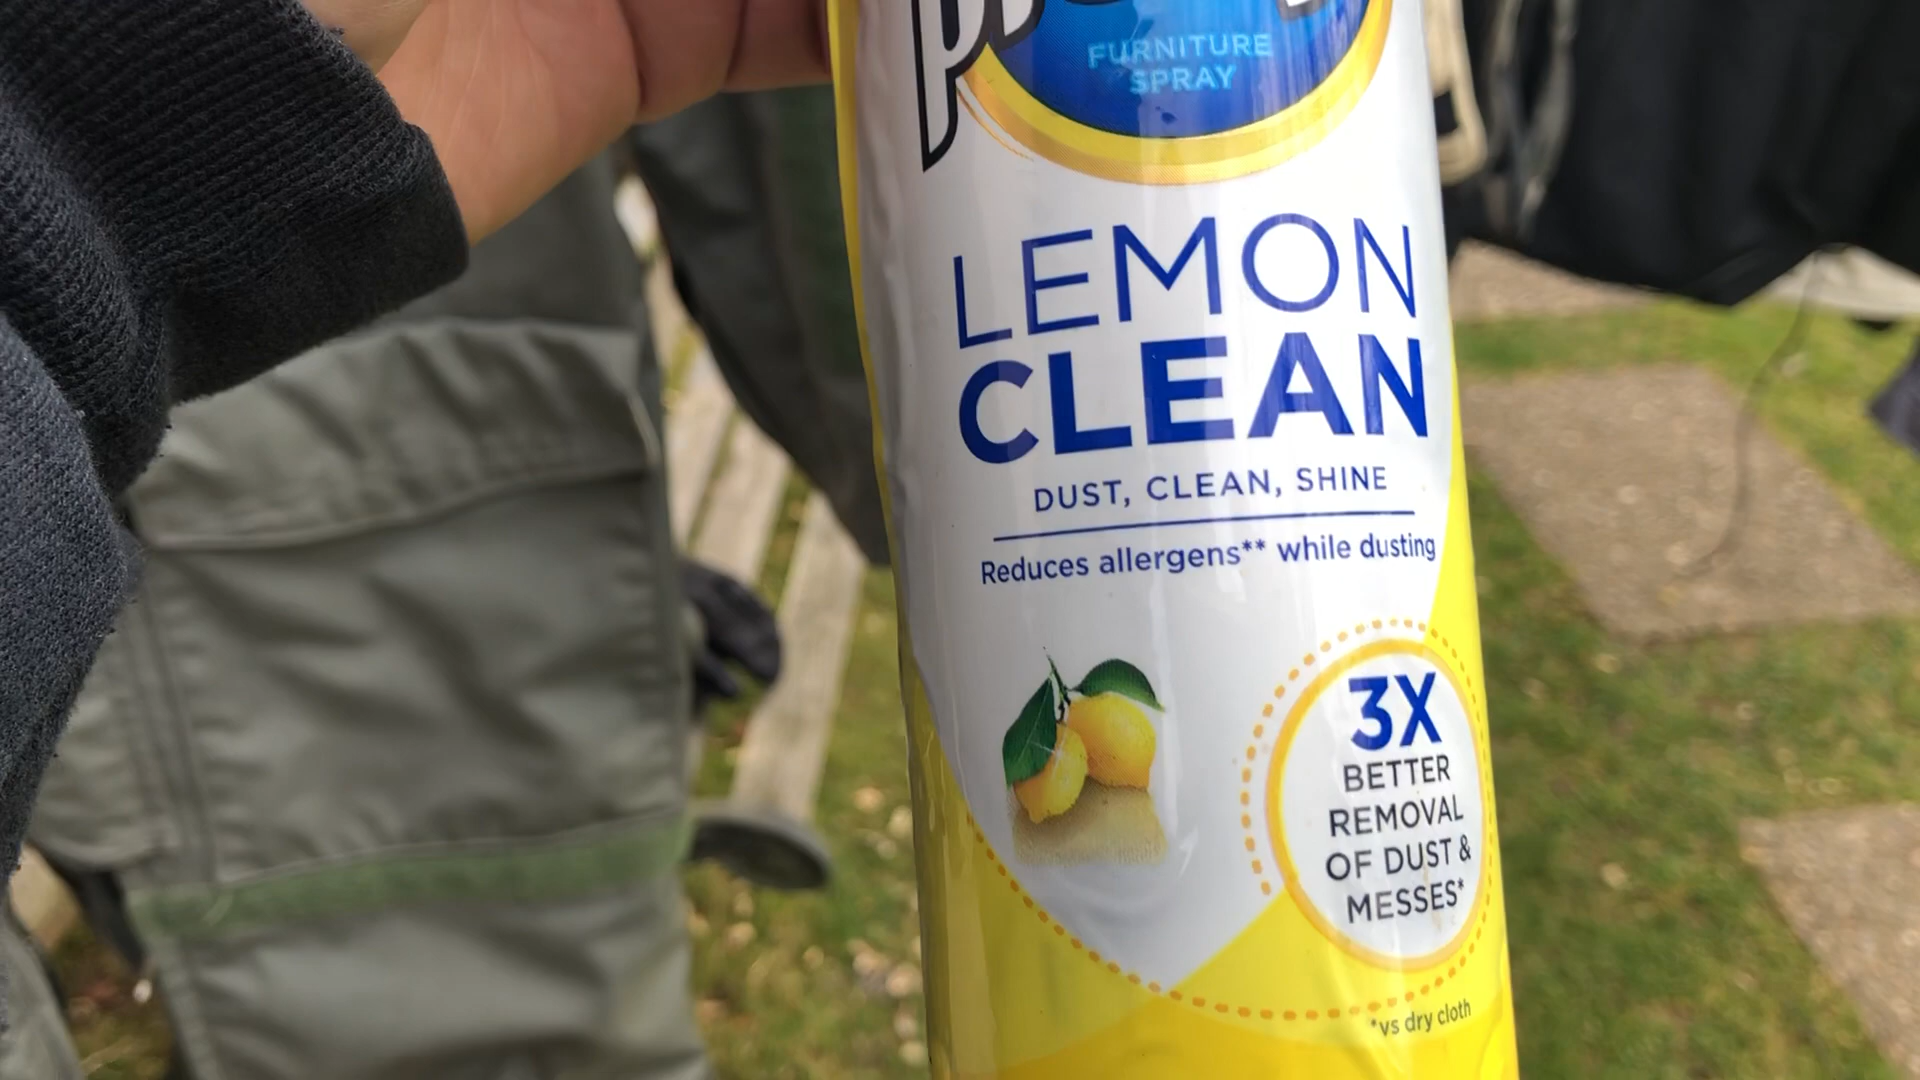 FURNITURE
SPRAY
LEMON
CLEAN
DUST, CLEAN, SHINE
Reduces allergens** while dusting
3X
BETTER
REMOVAL
OF DUST &
MESSES*
*vs dry cloth